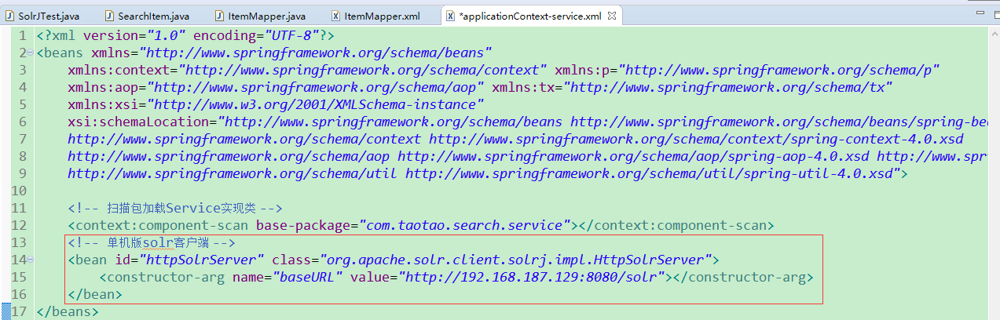 SolrJTest.java SearchItem.java ItemMapper.java ItemMapper.xml *applicationContext-service.xml
1 <?xml version="1.0" encoding="UTF-8"?>
2 <beans xmlns="http://www.springframework.org/schema/beans"
3 xmlns:context="http://www.springframework.org/schema/context" xmlns:p="http://www.springframework.org/schema/p"
4 xmlns:aop="http://www.springframework.org/schema/aop" xmlns:tx="http://www.springframework.org/schema/tx"
5 xmlns:xsi="http://www.w3.org/2001/XMLSchema-instance"
6 xsi:schemaLocation="http://www.springframework.org/schema/beans http://www.springframework.org/schema/beans/spring-be
7 http://www.springframework.org/schema/context http://www.springframework.org/schema/context/spring-context-4.0.xsd
8 http://www.springframework.org/schema/aop http://www.springframework.org/schema/aop/spring-aop-4.0.xsd http://www.spr
9 http://www.springframework.org/schema/util http://www.springframework.org/schema/util/spring-util-4.0.xsd">
10
11 <!-- 扫描包加载Service实现类 -->
12 <context:component-scan base-package="com.taotao.search.service"></context:component-scan>
13 <!-- 单机版solr客户端 -->
14 <bean id="httpSolrServer" class="org.apache.solr.client.solrj.impl.HttpSolrServer">
15 <constructor-arg name="baseURL" value="http://192.168.187.129:8080/solr"></constructor-arg>
16 </bean>
17 </beans>